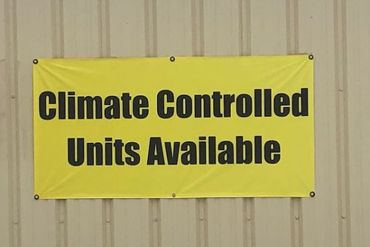 Climate Controlled
Units Available